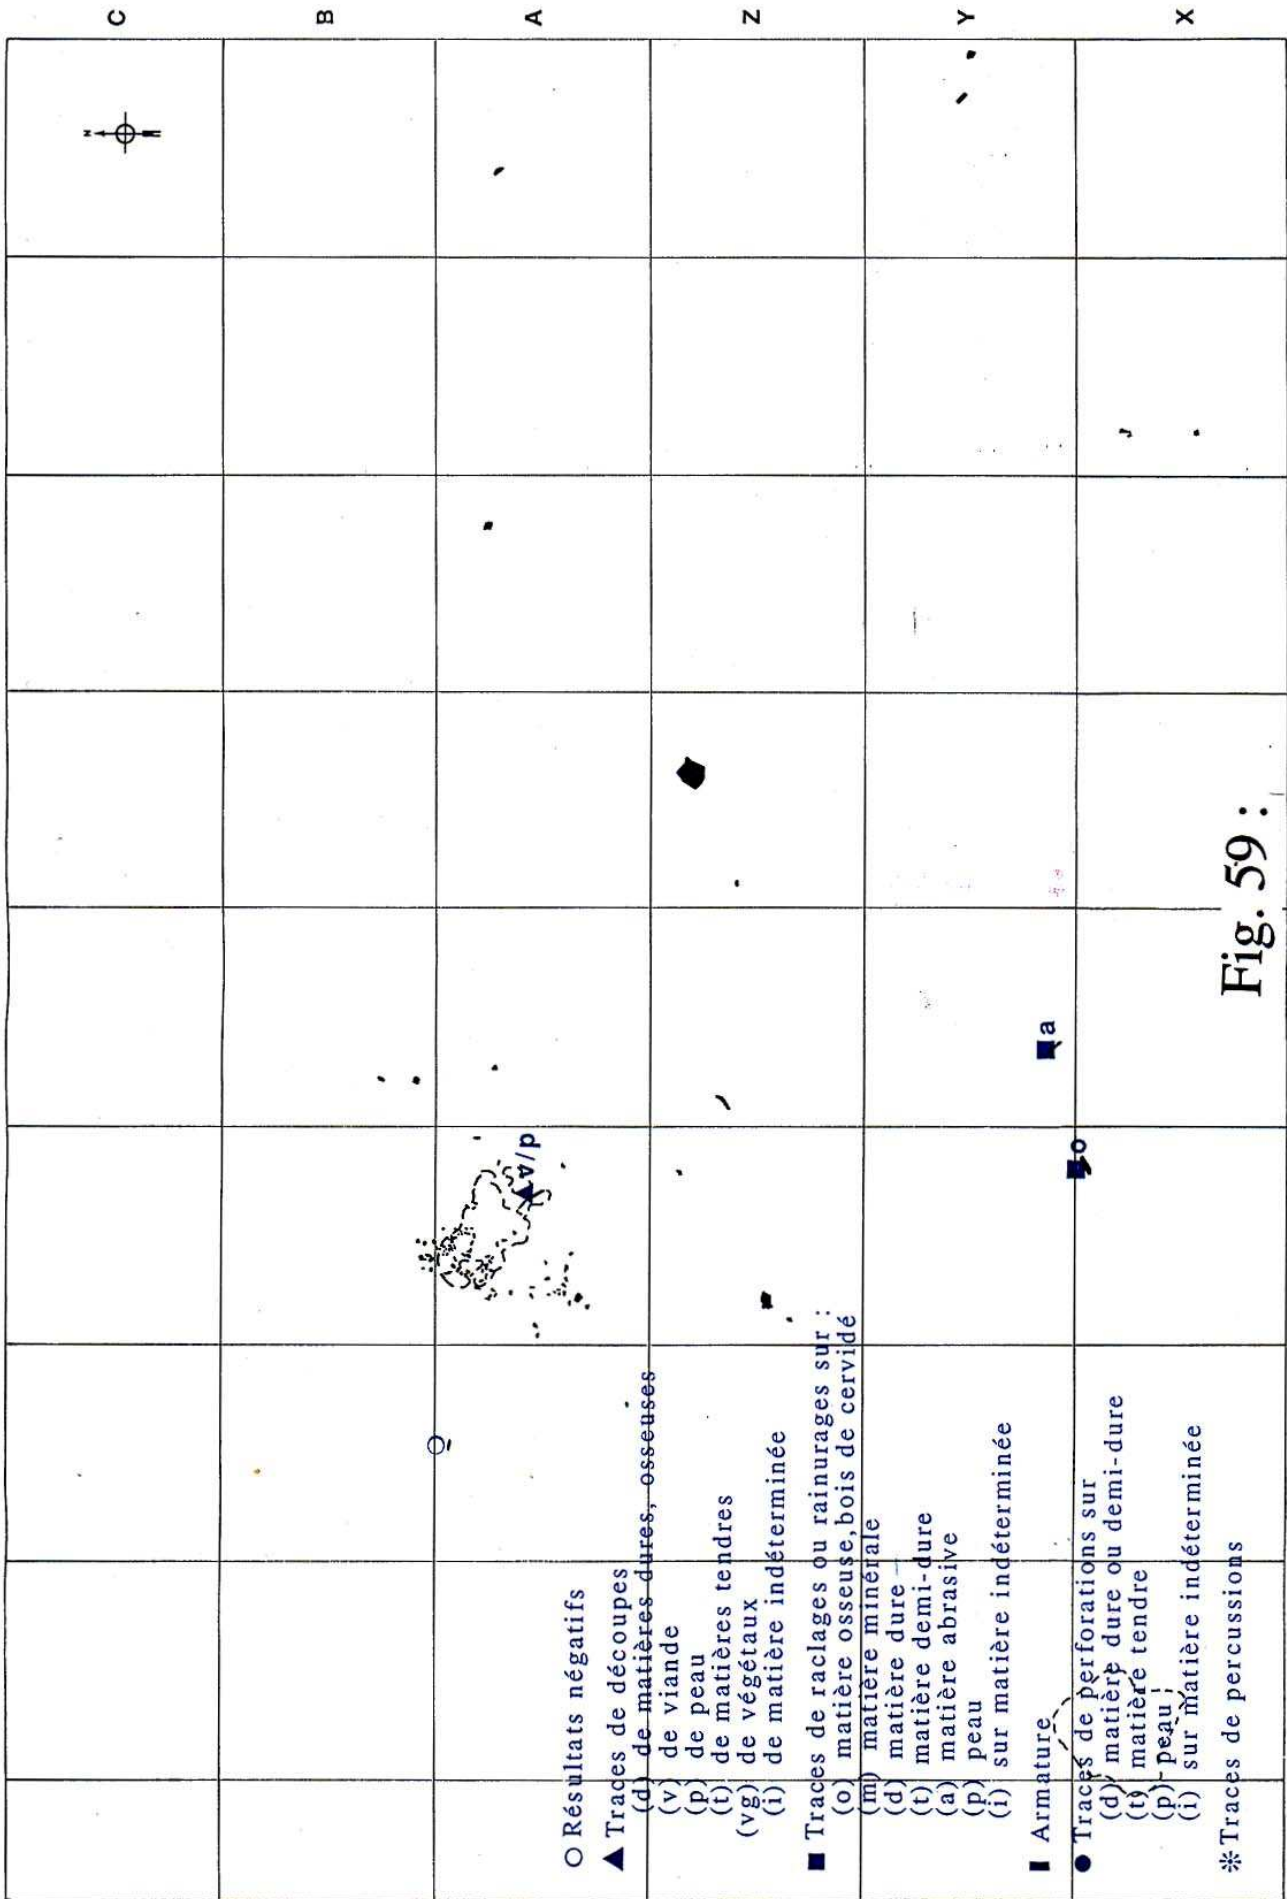 C
B
A
Z
Y
X
N
v/p
a
o
○ Résultats négatifs
▲ Traces de découpes
(d) de matières dures, osseuses
(v) de viande
(p) de peau
(t) de matières tendres
(vg) de végétaux
(i) de matière indéterminée
■ Traces de raclages ou rainurages sur :
(o) matière osseuse, bois de cervidé
(m) matière minérale
(d) matière dure
(t) matière demi-dure
(a) matière abrasive
(p) peau
(i) sur matière indéterminée
▮ Armature
● Traces de perforations sur
(d) matière dure ou demi-dure
(t) matière tendre
(p) peau
(i) sur matière indéterminée
※ Traces de percussions
Fig. 59 :